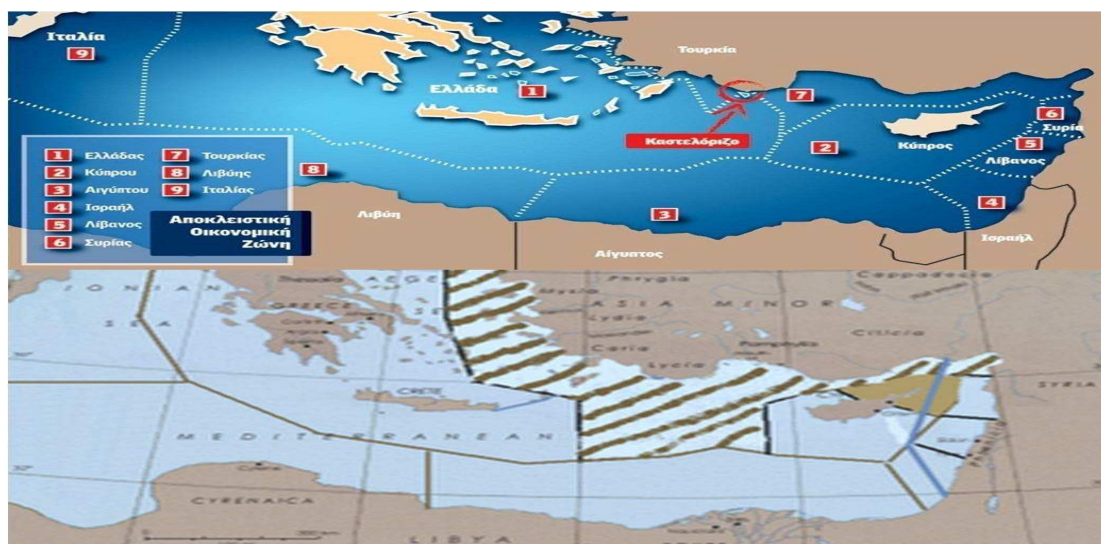 Ιταλία
9
Τουρκία
Ελλάδα 1
7
6
Συρία
Καστελόριζο
2
Κύπρος
5
Λίβανος
8
1 Ελλάδας 7 Τουρκίας
2 Κύπρου 8 Λιβύης
3 Αιγύπτου 9 Ιταλίας
4 Ισραήλ
5 Λίβανος
6 Συρίας
Αποκλειστική
Οικονομική
Ζώνη
Λιβύη
3
4
Αίγυπτος
Ισραήλ
IONIAN
SEA
AEGE
GREECE
SE
Phrygia
Mysia
ASIA MINOR
Lydia
Caria
Lycia
Pamphylia
Cappadocia
Cilicia
CRETE
SYRIA
MEDITERRANEAN
CYRENAICA
LIBYA